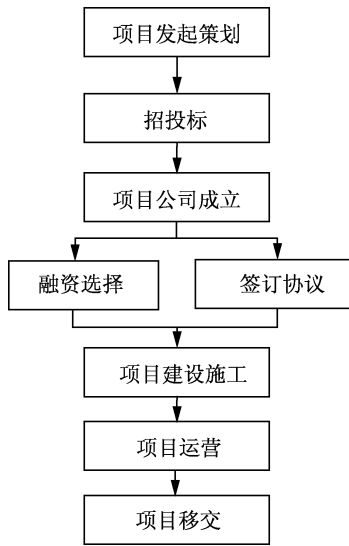 项目发起策划
招投标
项目公司成立
融资选择
签订协议
项目建设施工
项目运营
项目移交